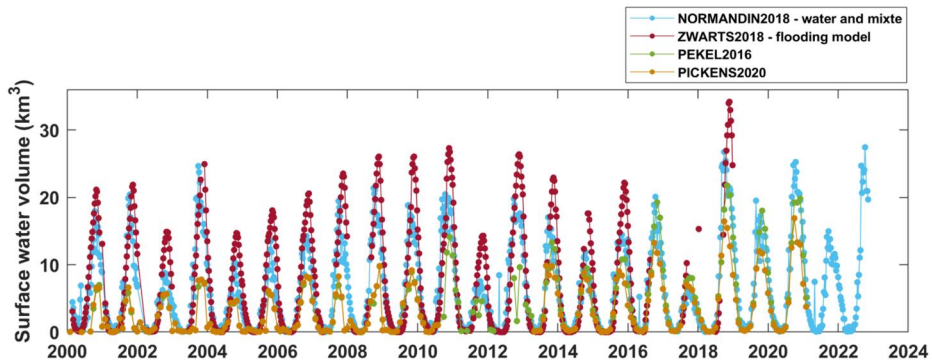 NORMANDIN2018 - water and mixte
ZWARTS2018 - flooding model
PEKEL2016
PICKENS2020
Surface water volume (km³)
30
20
10
0
2000 2002 2004 2006 2008 2010 2012 2014 2016 2018 2020 2022 2024